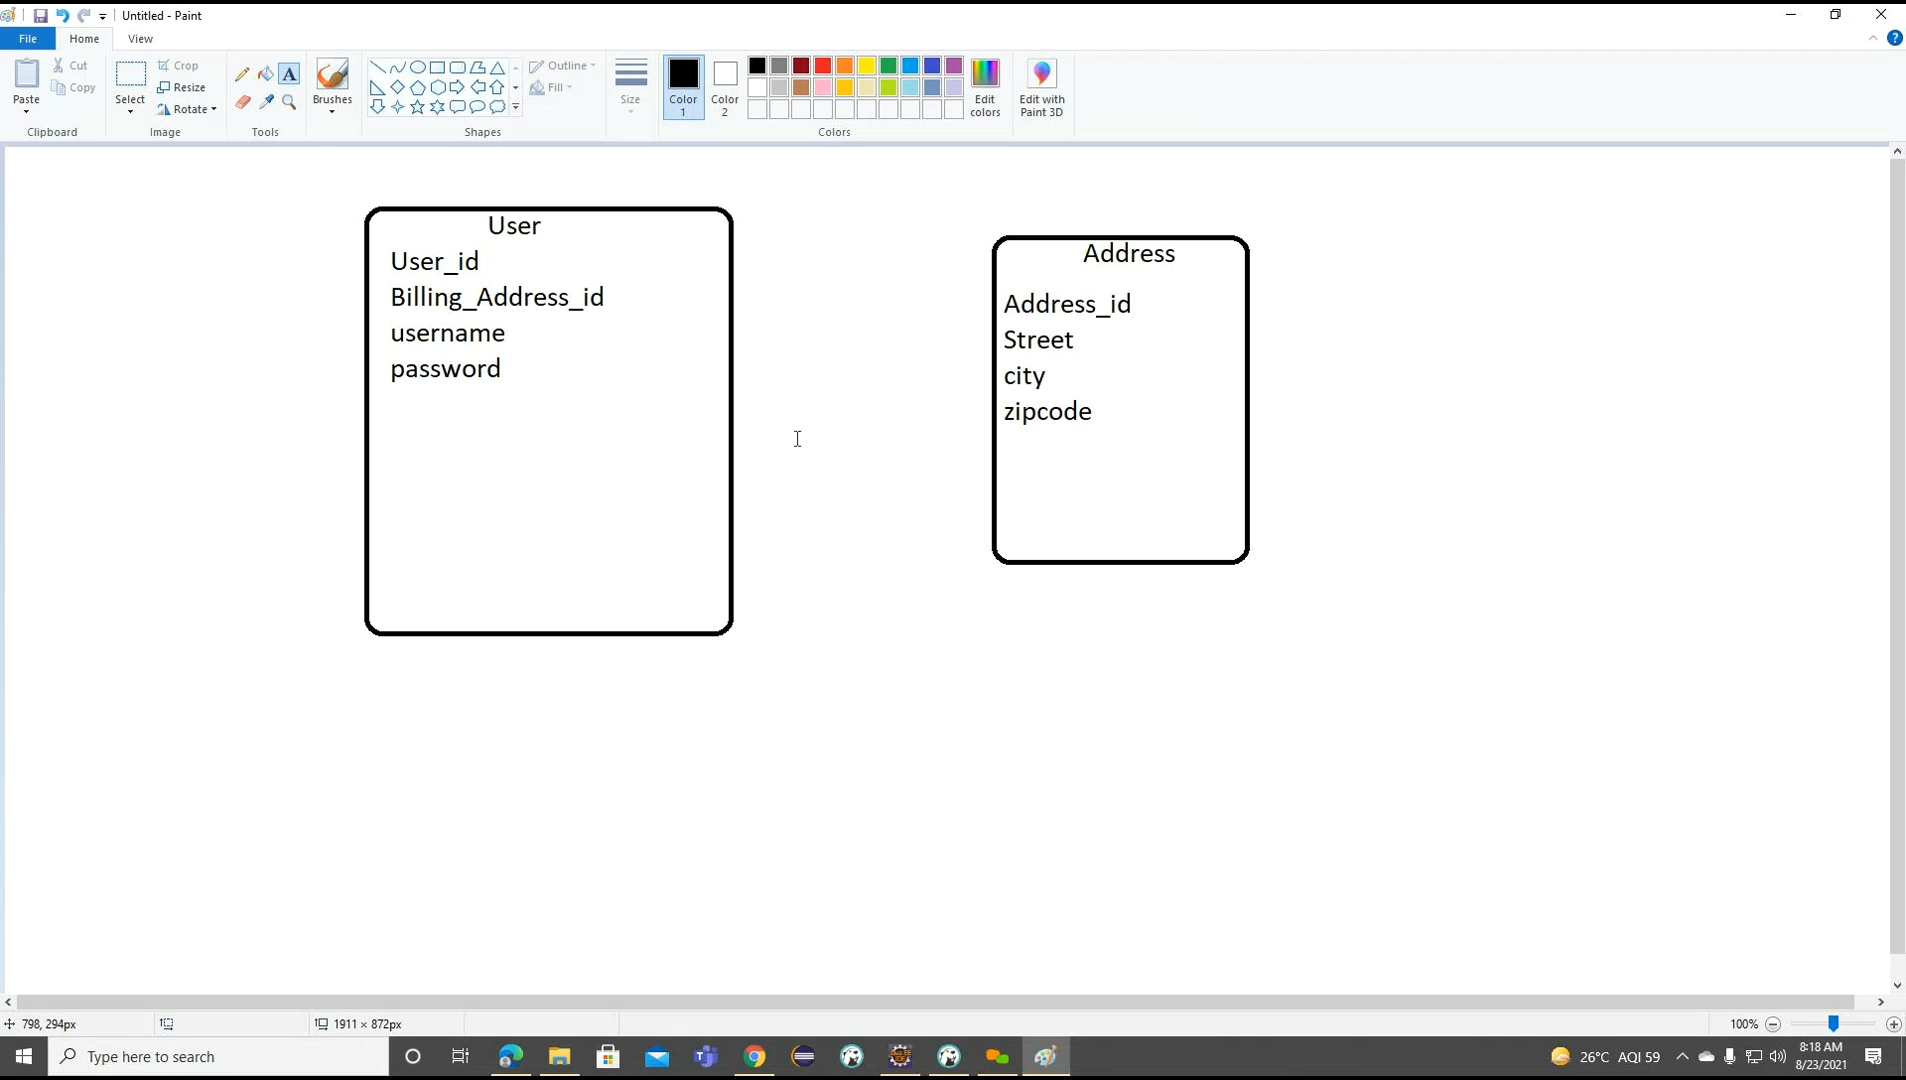 Untitled - Paint
File
Home
View
Paste
Cut
Copy
Clipboard
Select
Crop
Resize
Rotate
Image
Tools
Brushes
Shapes
Outline
Fill
Size
Color 1
Color 2
Edit colors
Edit with Paint 3D
Colors
User
User_id
Billing_Address_id
username
password
Address
Address_id
Street
city
zipcode
798, 294px
1911 × 872px
100%
Type here to search
26°C AQI 59
8:18 AM
8/23/2021